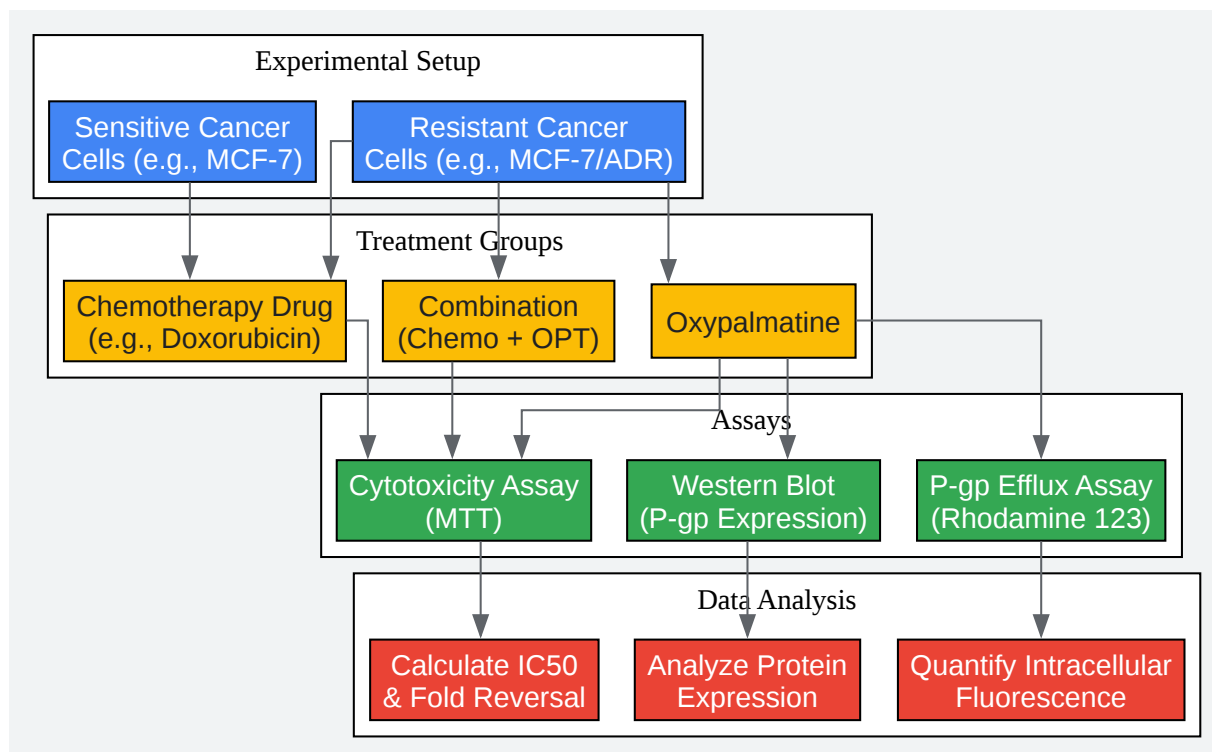 Experimental Setup
Sensitive Cancer
Cells (e.g., MCF-7)
Resistant Cancer
Cells (e.g., MCF-7/ADR)
Treatment Groups
Chemotherapy Drug
(e.g., Doxorubicin)
Combination
(Chemo + OPT)
Oxypalmatine
Assays
Cytotoxicity Assay
(MTT)
Western Blot
(P-gp Expression)
P-gp Efflux Assay
(Rhodamine 123)
Data Analysis
Calculate IC50
& Fold Reversal
Analyze Protein
Expression
Quantify Intracellular
Fluorescence